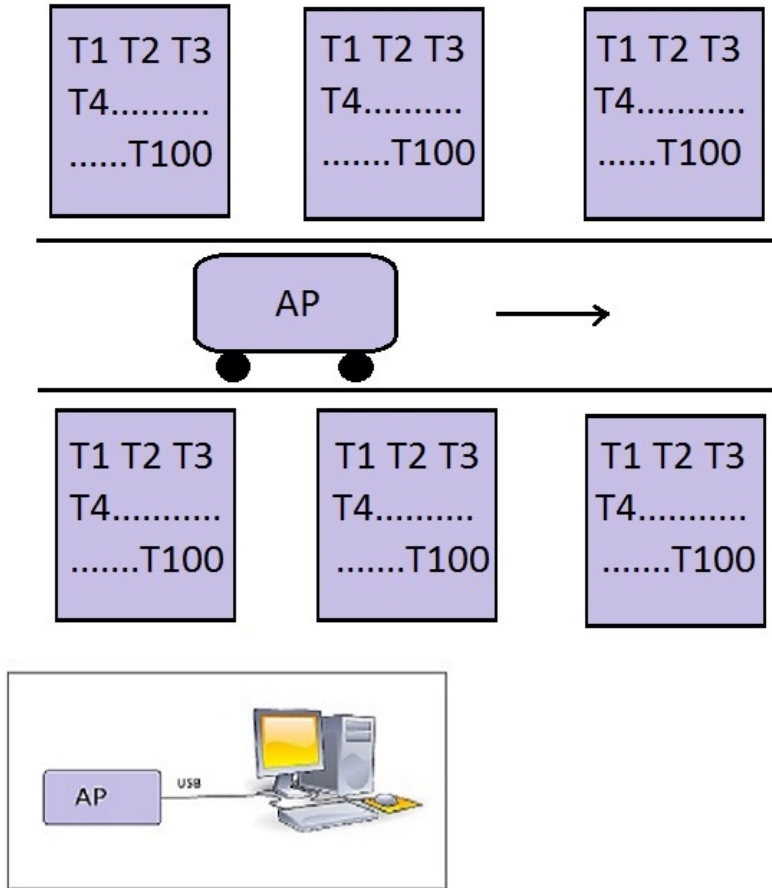 T1 T2 T3
T4..........
......T100
T1 T2 T3
T4..........
.......T100
T1 T2 T3
T4...........
......T100
AP
T1 T2 T3
T4...........
.......T100
T1 T2 T3
T4..........
.......T100
T1 T2 T3
T4...........
.......T100
AP
USB